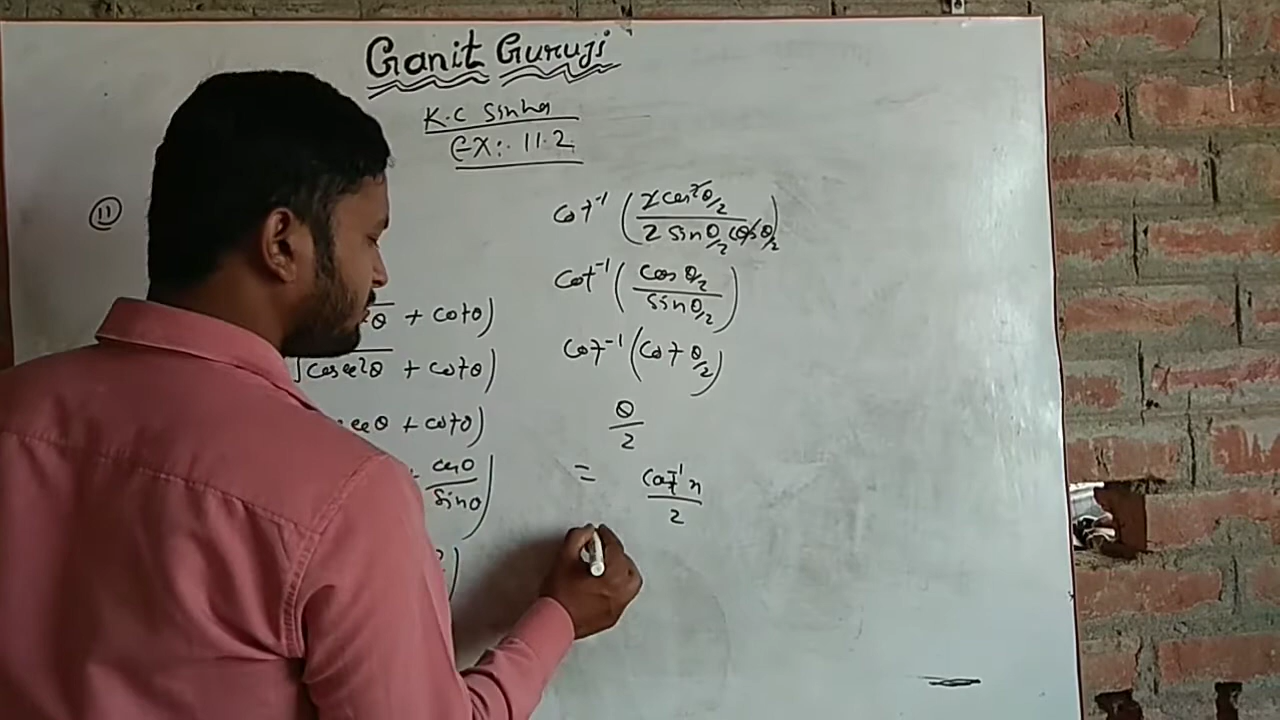 Ganit Guruji
K.C Sinha
Ex:- 11.2
11
θ + cotθ)
√cosec²θ + cotθ)
secθ + cotθ)
+ cosθ/sinθ)
cot⁻¹ (2cos²θ/2 / 2 sinθ/2 cosθ/2)
cot⁻¹ (cosθ/2 / sinθ/2)
cot⁻¹ (cot θ/2)
θ/2
= cot⁻¹x/2